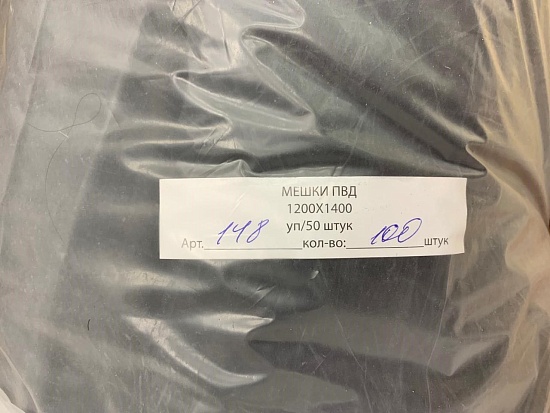 МЕШКИ ПВД
1200Х1400
уп/50 штук
Арт. 148 кол-во: 100 штук